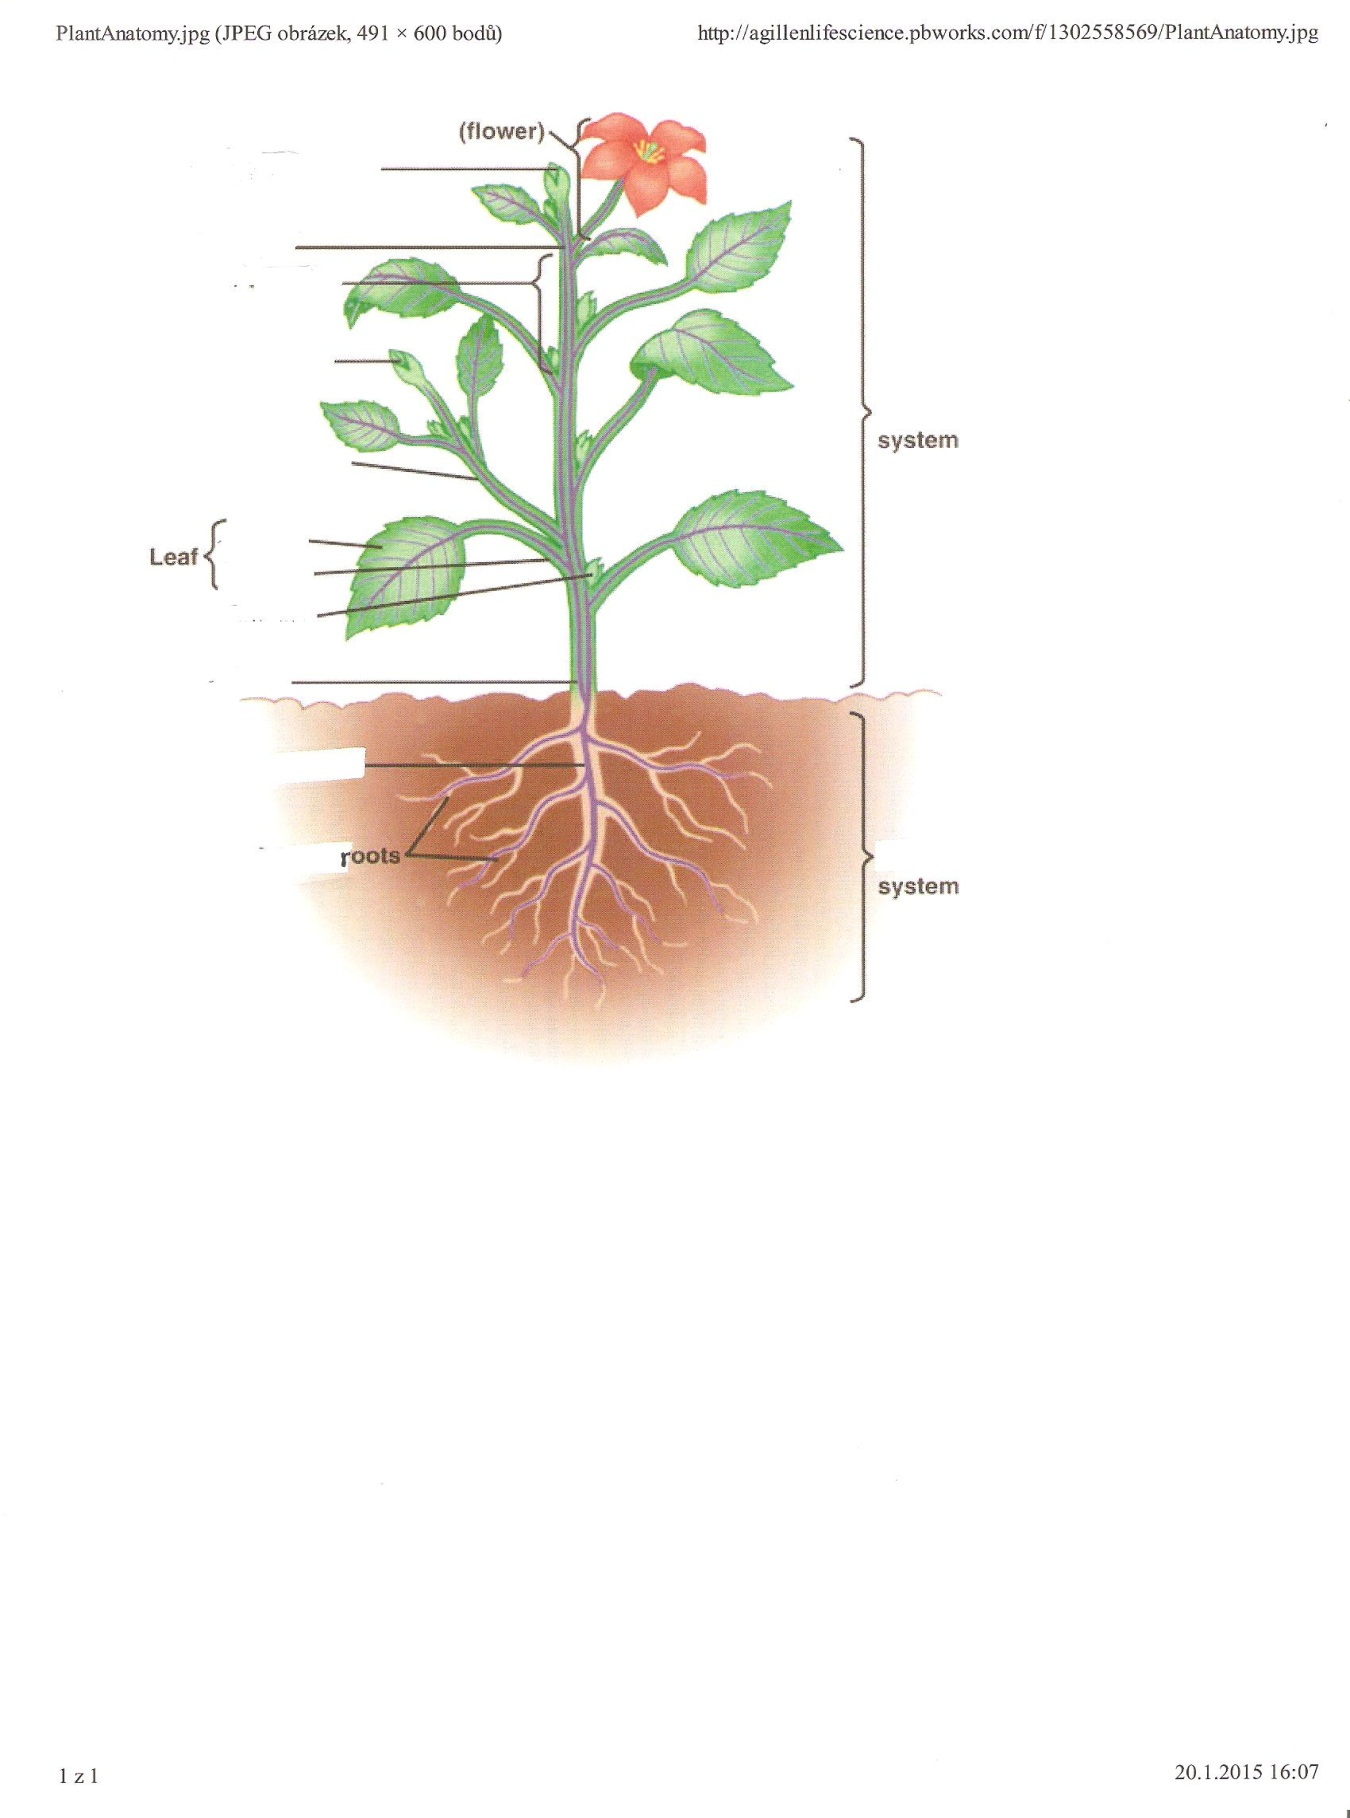 PlantAnatomy.jpg (JPEG obrázek, 491 × 600 bodů)
http://agillenlifescience.pbworks.com/f/1302558569/PlantAnatomy.jpg
(flower)
system
Leaf
roots
system
1 z 1
20.1.2015 16:07